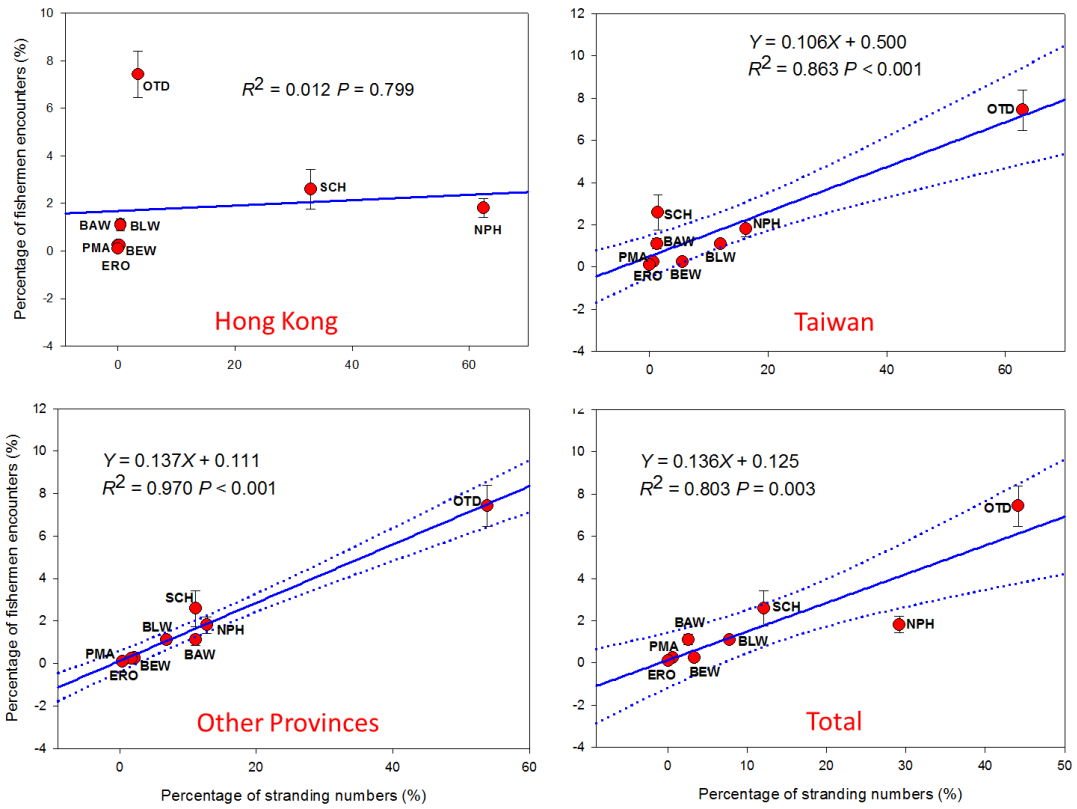 Percentage of fishermen encounters (%)
10
8
6
4
2
0
-2
-4
OTD
R² = 0.012 P = 0.799
SCH
BAW BLW
NPH
PMA BEW
ERO
Hong Kong
0 20 40 60
12
10
8
6
4
2
0
-2
-4
Y = 0.106X + 0.500
R² = 0.863 P < 0.001
OTD
SCH
NPH
BAW
BLW
PMA
ERO BEW
Taiwan
0 20 40 60
Percentage of fishermen encounters (%)
12
10
8
6
4
2
0
-2
-4
Y = 0.137X + 0.111
R² = 0.970 P < 0.001
OTD
SCH
BLW NPH
PMA BAW
BEW
ERO
Other Provinces
0 20 40 60
Percentage of stranding numbers (%)
12
10
8
6
4
2
0
-2
-4
Y = 0.136X + 0.125
R² = 0.803 P = 0.003
OTD
SCH
BAW NPH
PMA BLW
ERO BEW
Total
0 10 20 30 40 50
Percentage of stranding numbers (%)